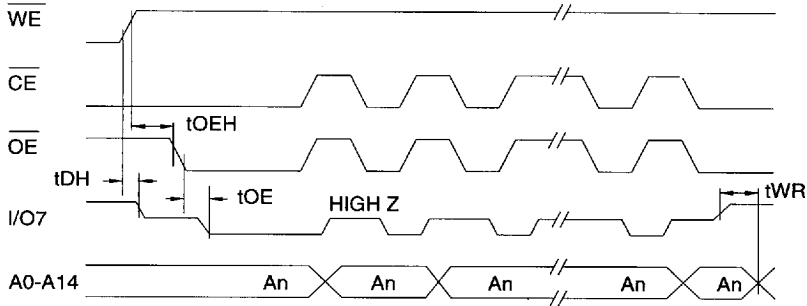 WE
CE
tOEH
OE
tDH
tOE
HIGH Z
tWR
I/O7
A0-A14 An An An An An